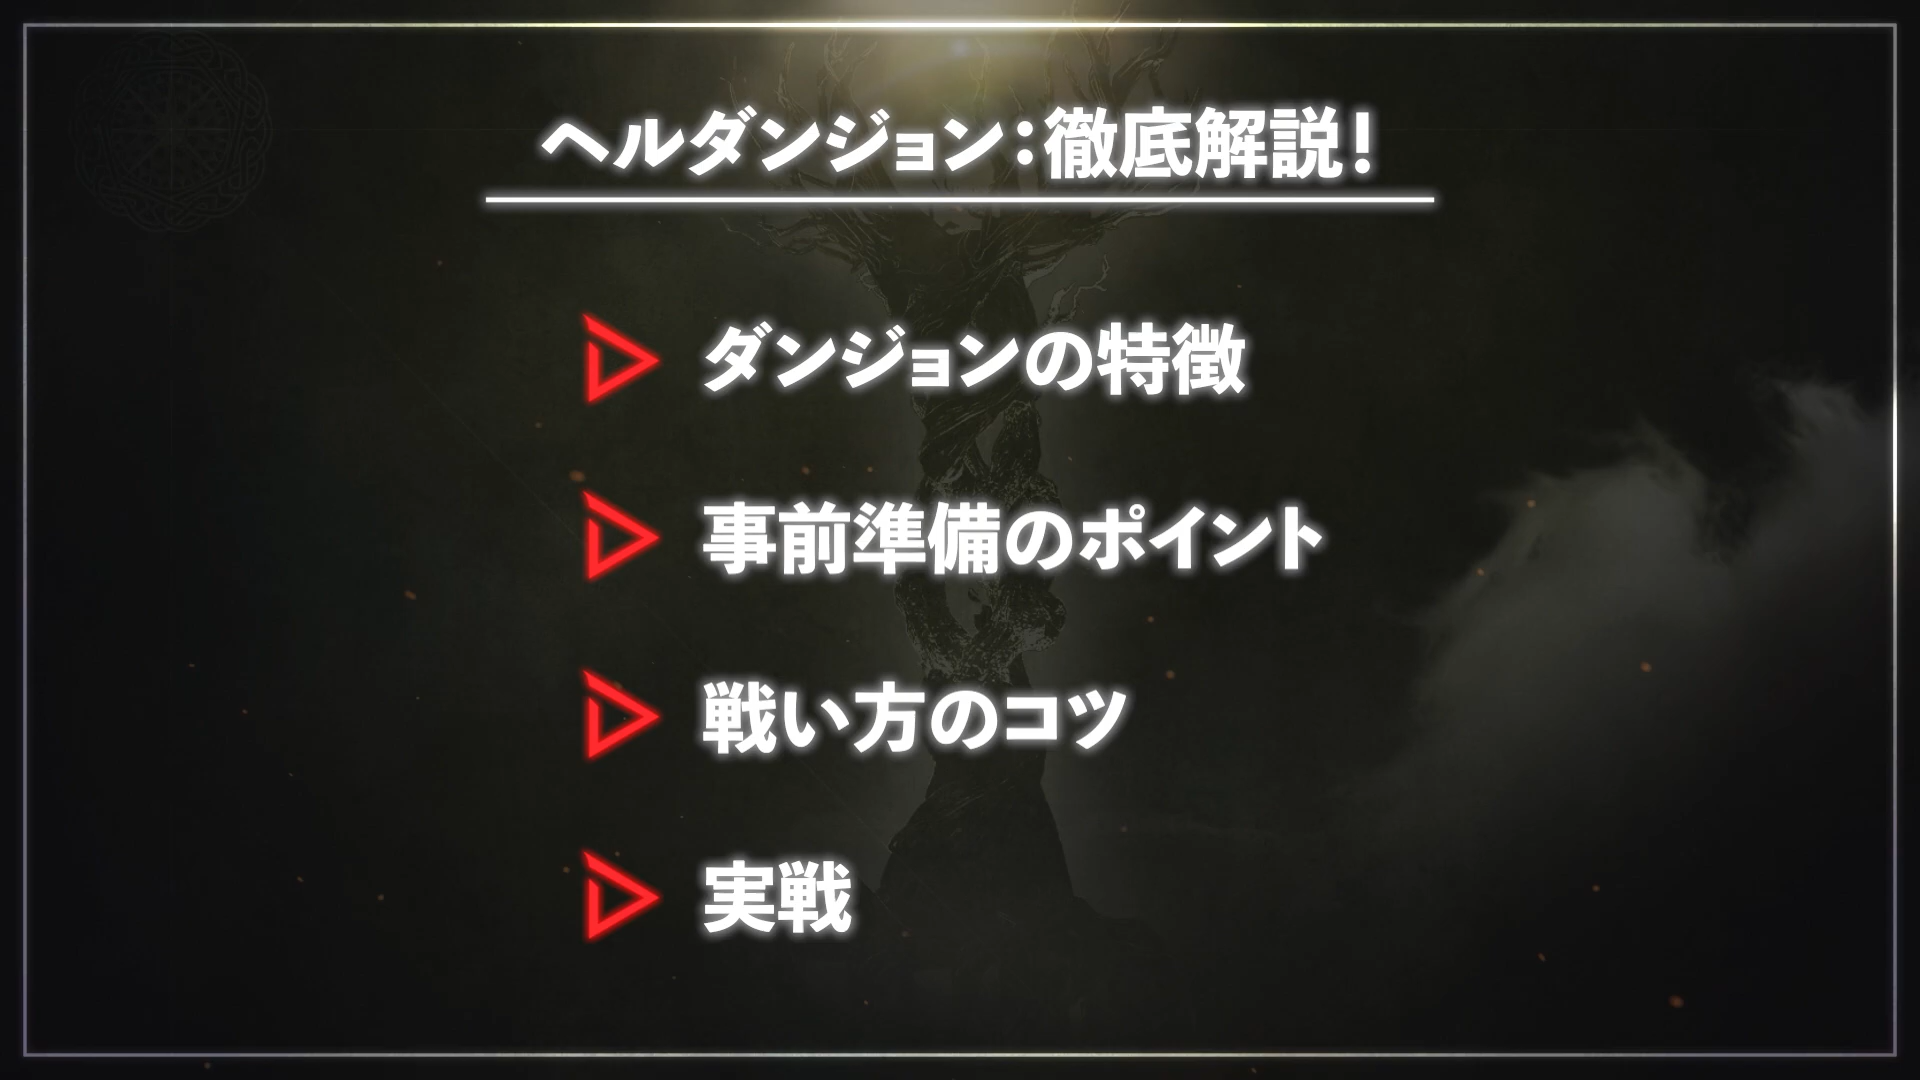 ヘルダンジョン：徹底解説！
ダンジョンの特徴
事前準備のポイント
戦い方のコツ
実戦